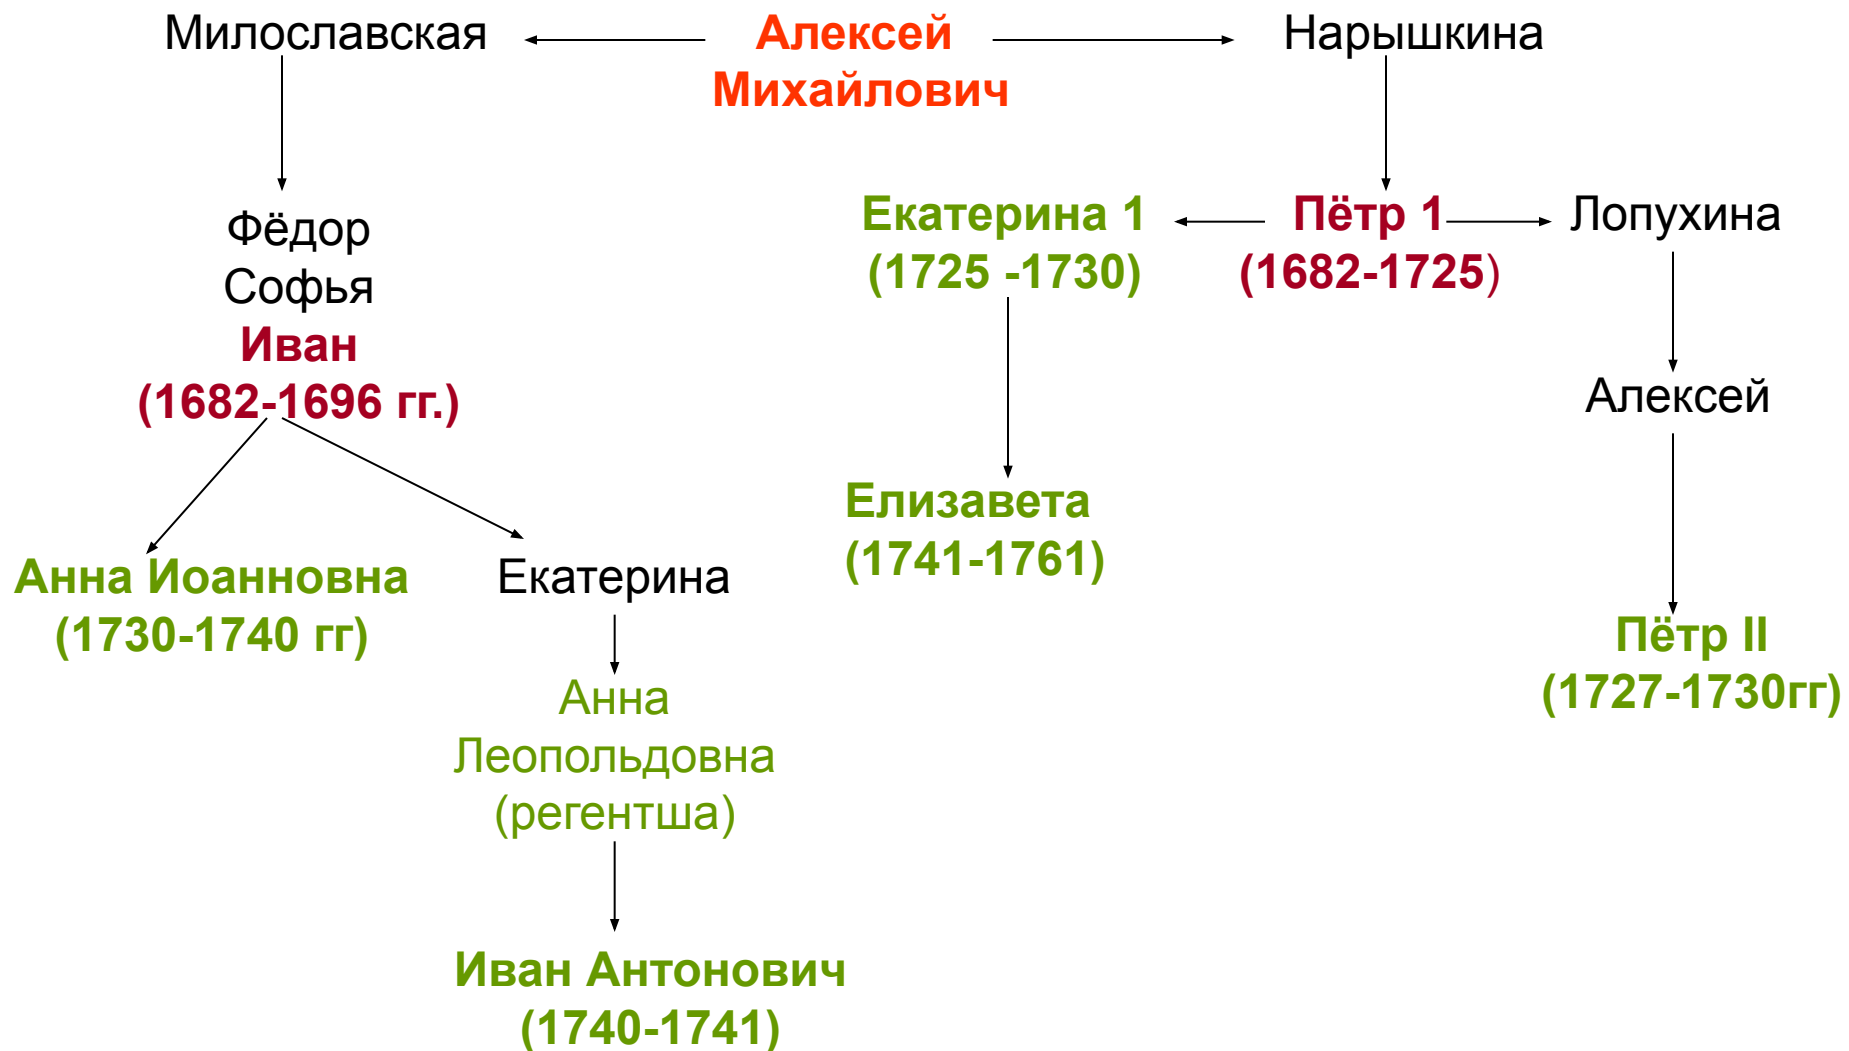 Милославская
Алексей
Михайлович
Нарышкина
Фёдор
Софья
Иван
(1682-1696 гг.)
Екатерина 1
(1725 -1730)
Пётр 1
(1682-1725)
Лопухина
Алексей
Елизавета
(1741-1761)
Анна Иоанновна
(1730-1740 гг)
Екатерина
Пётр II
(1727-1730гг)
Анна
Леопольдовна
(регентша)
Иван Антонович
(1740-1741)